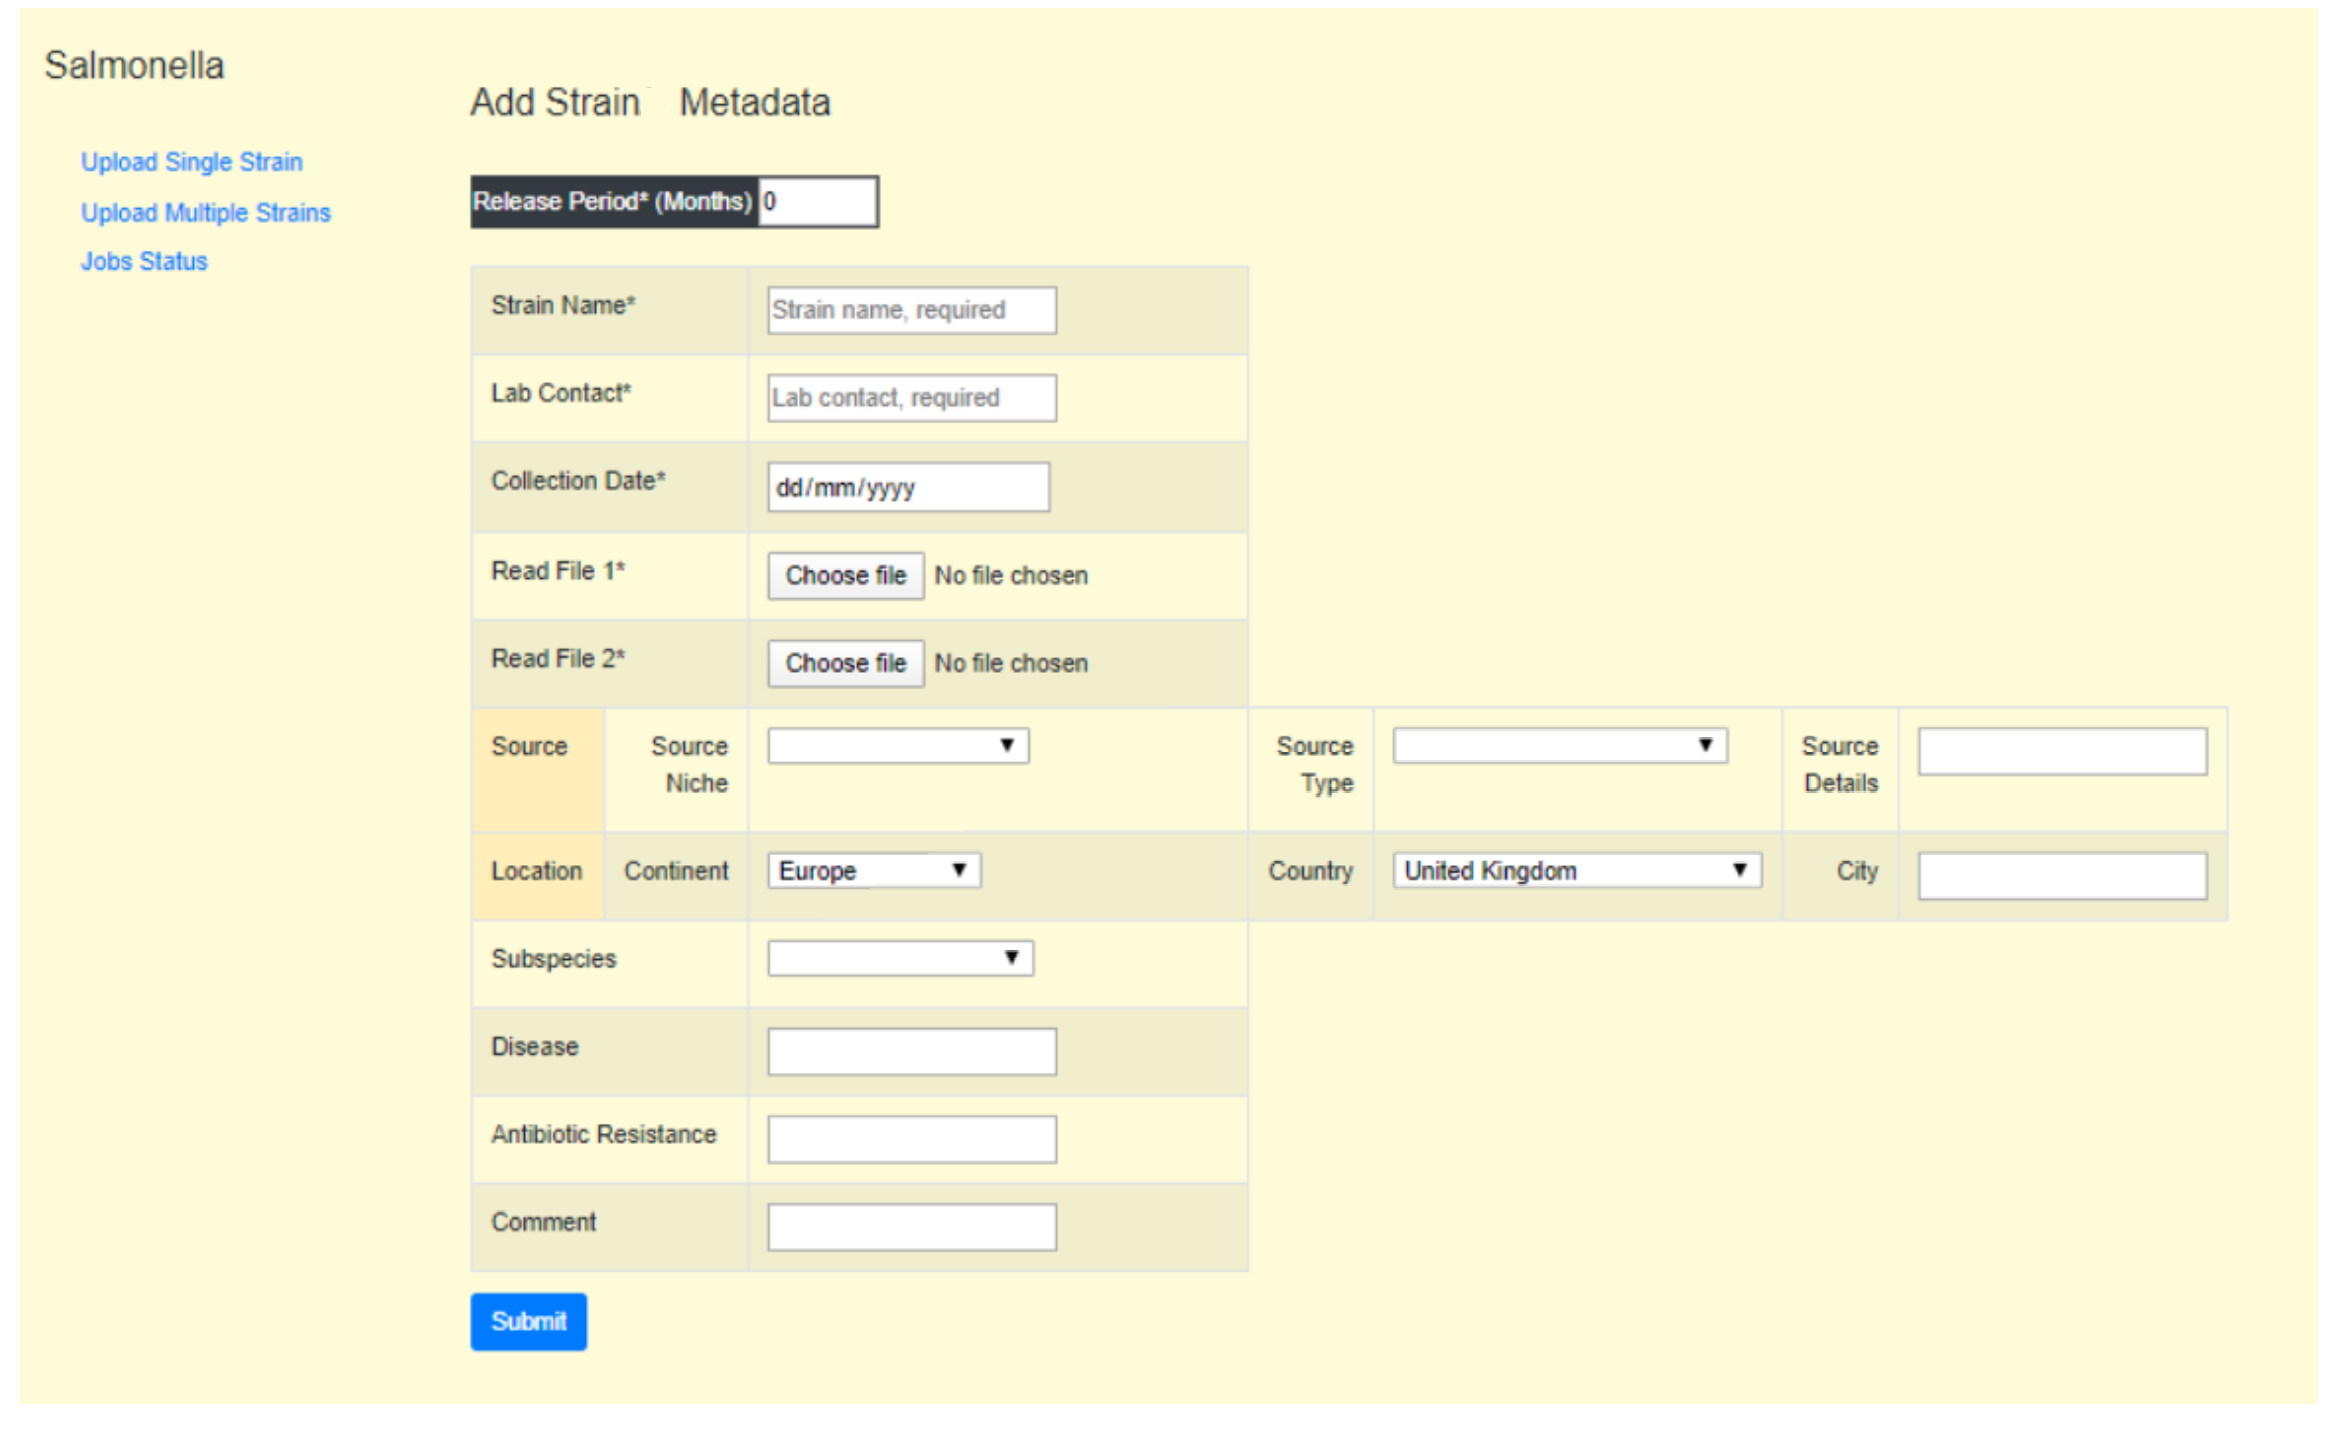 Salmonella
Add Strain Metadata
Upload Single Strain
Upload Multiple Strains
Jobs Status
Release Period* (Months) 0
Strain Name* Strain name, required
Lab Contact* Lab contact, required
Collection Date* dd/mm/yyyy
Read File 1* Choose file No file chosen
Read File 2* Choose file No file chosen
Source Source Niche Source Type Source Details
Location Continent Europe Country United Kingdom City
Subspecies
Disease
Antibiotic Resistance
Comment
Submit